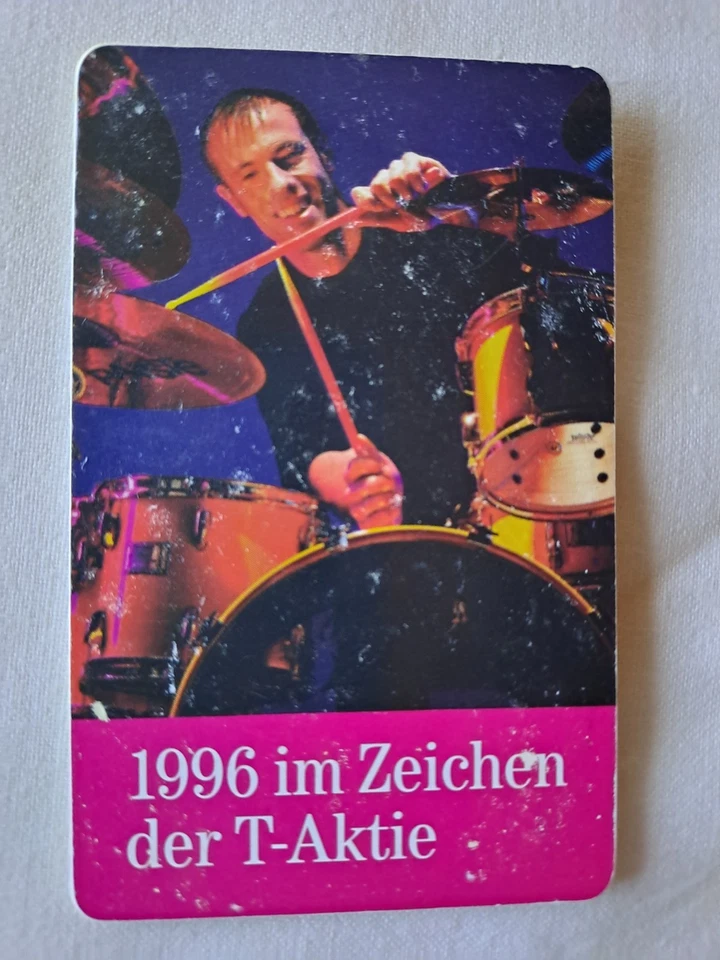 1996 im Zeichen
der T-Aktie